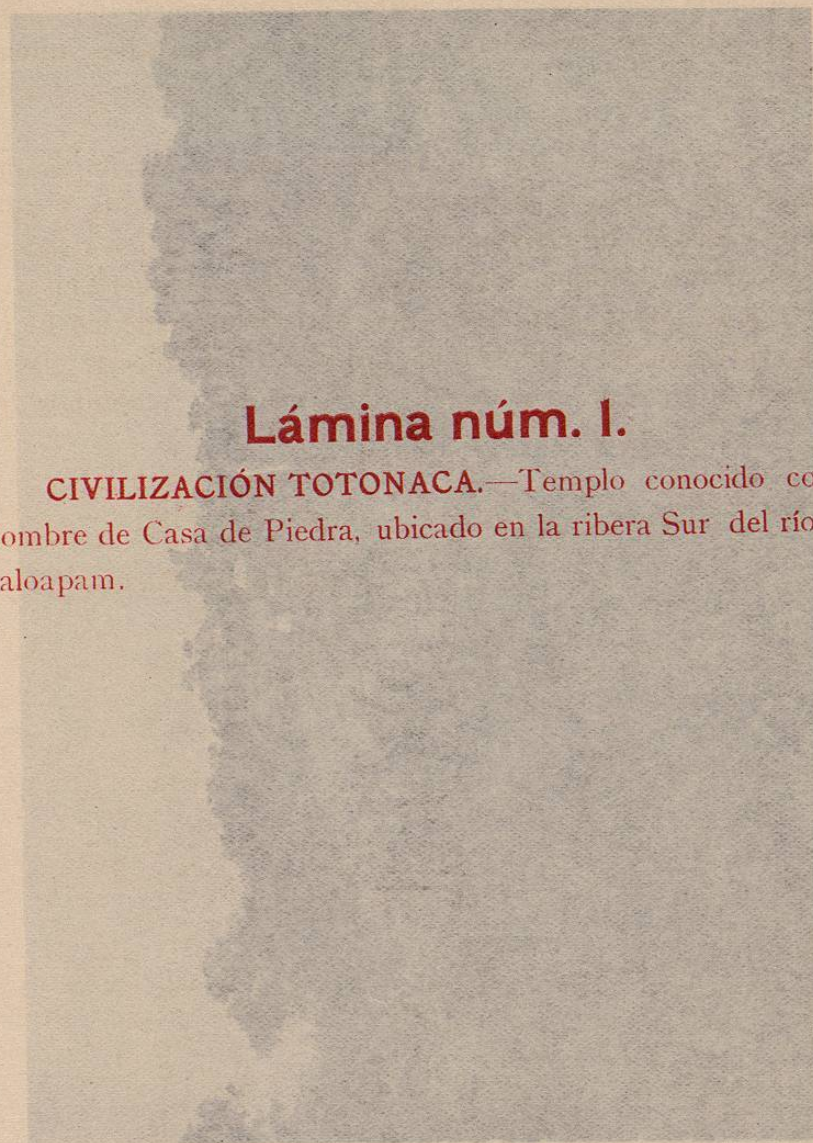 Lámina núm. 1.
CIVILIZACIÓN TOTONACA.—Templo conocido co
ombre de Casa de Piedra, ubicado en la ribera Sur del río
aloapam.